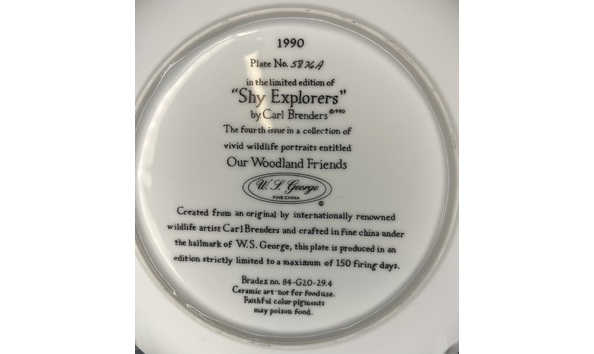 1990
Plate No. 5876A
in the limited edition of
"Shy Explorers"
by Carl Brenders ©1990
The fourth issue in a collection of
vivid wildlife portraits entitled
Our Woodland Friends
W. S. George
FINE CHINA
©
Created from an original by internationally renowned
wildlife artist Carl Brenders and crafted in fine china under
the hallmark of W.S. George, this plate is produced in an
edition strictly limited to a maximum of 150 firing days.
Bradex no. 84-G20-29.4
Ceramic art-not for food use.
Faithful color pigments
may poison food.